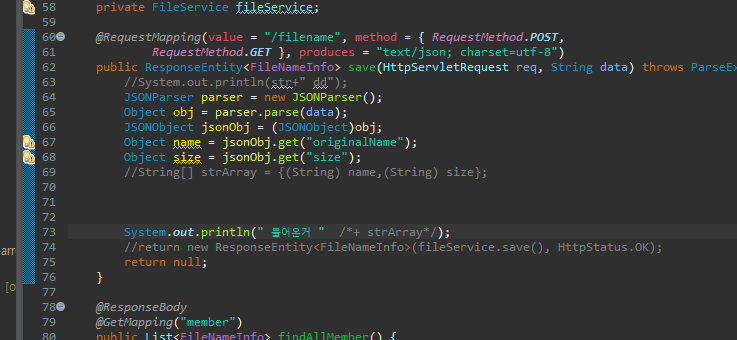 58 private FileService fileService;
59
60 @RequestMapping(value = "/filename", method = { RequestMethod.POST,
61 RequestMethod.GET }, produces = "text/json; charset=utf-8")
62 public ResponseEntity<FileNameInfo> save(HttpServletRequest req, String data) throws ParseEx
63 //System.out.println(str+" dd");
64 JSONParser parser = new JSONParser();
65 Object obj = parser.parse(data);
66 JSONObject jsonObj = (JSONObject)obj;
67 Object name = jsonObj.get("originalName");
68 Object size = jsonObj.get("size");
69 //String[] strArray = {(String) name,(String) size};
70
71
72
73 System.out.println(" 들어온거 " /*+ strArray*/);
74 //return new ResponseEntity<FileNameInfo>(fileService.save(), HttpStatus.OK);
75 return null;
76 }
77
78 @ResponseBody
79 @GetMapping("member")
80 public List<FileNameInfo> findAllMember() {
-arr
[o